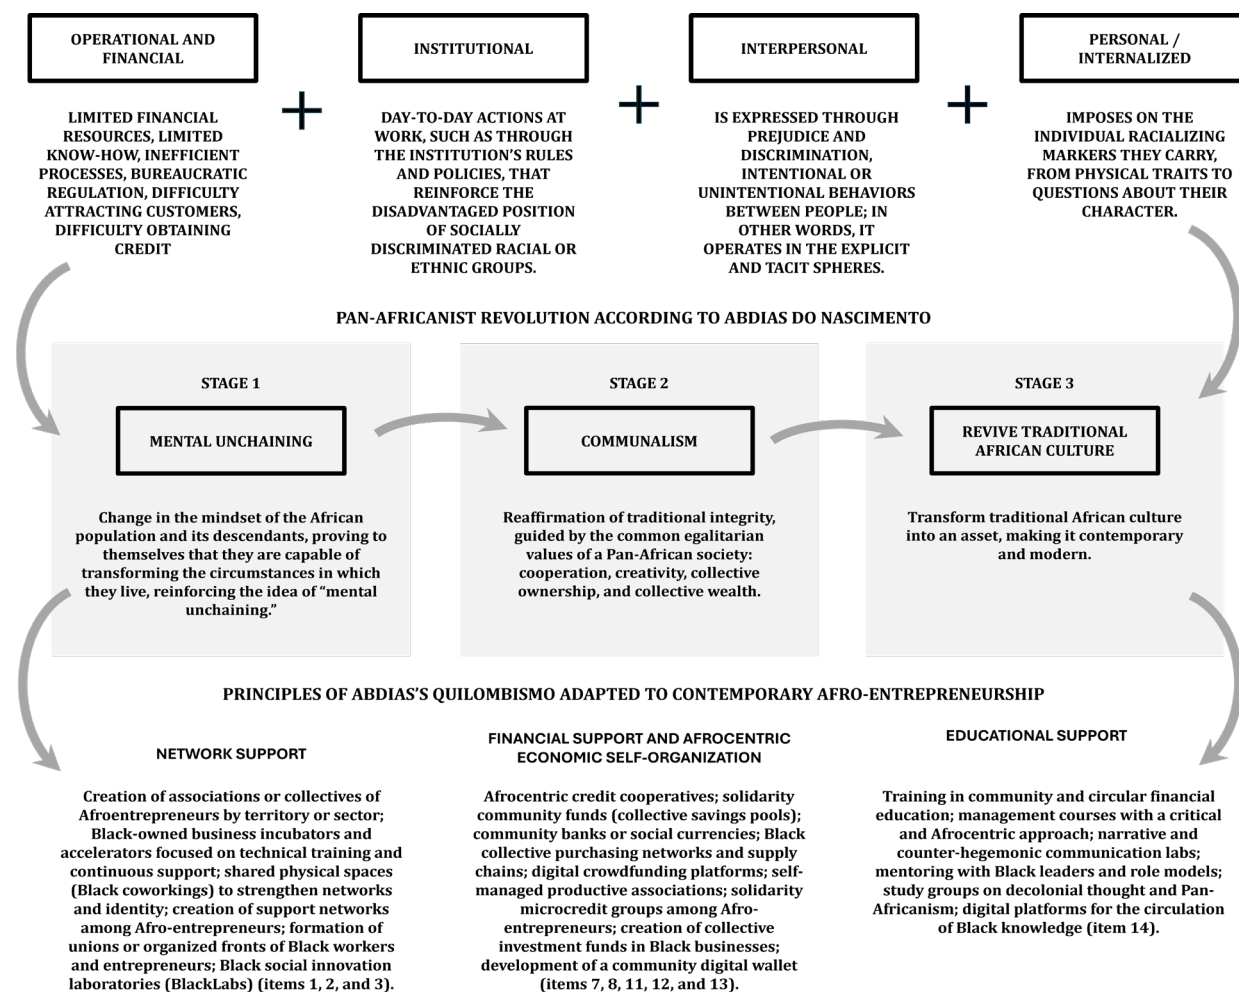 OPERATIONAL AND
FINANCIAL
LIMITED FINANCIAL
RESOURCES, LIMITED
KNOW-HOW, INEFFICIENT
PROCESSES, BUREAUCRATIC
REGULATION, DIFFICULTY
ATTRACTING CUSTOMERS,
DIFFICULTY OBTAINING
CREDIT
INSTITUTIONAL
DAY-TO-DAY ACTIONS AT
WORK, SUCH AS THROUGH
THE INSTITUTION'S RULES
AND POLICIES, THAT
REINFORCE THE
DISADVANTAGED POSITION
OF SOCIALLY
DISCRIMINATED RACIAL OR
ETHNIC GROUPS.
INTERPERSONAL
IS EXPRESSED THROUGH
PREJUDICE AND
DISCRIMINATION,
INTENTIONAL OR
UNINTENTIONAL BEHAVIORS
BETWEEN PEOPLE; IN
OTHER WORDS, IT
OPERATES IN THE EXPLICIT
AND TACIT SPHERES.
PERSONAL /
INTERNALIZED
IMPOSES ON THE
INDIVIDUAL RACIALIZING
MARKERS THEY CARRY,
FROM PHYSICAL TRAITS TO
QUESTIONS ABOUT THEIR
CHARACTER.
PAN-AFRICANIST REVOLUTION ACCORDING TO ABDIAS DO NASCIMENTO
STAGE 1
MENTAL UNCHAINING
Change in the mindset of the African
population and its descendants, proving to
themselves that they are capable of
transforming the circumstances in which
they live, reinforcing the idea of "mental
unchaining."
STAGE 2
COMMUNALISM
Reaffirmation of traditional integrity,
guided by the common egalitarian
values of a Pan-African society:
cooperation, creativity, collective
ownership, and collective wealth.
STAGE 3
REVIVE TRADITIONAL
AFRICAN CULTURE
Transform traditional African culture
into an asset, making it contemporary
and modern.
PRINCIPLES OF ABDIAS'S QUILOMBISMO ADAPTED TO CONTEMPORARY AFRO-ENTREPRENEURSHIP
NETWORK SUPPORT
Creation of associations or collectives of
Afroentrepreneurs by territory or sector;
Black-owned business incubators and
accelerators focused on technical training and
continuous support; shared physical spaces
(Black coworkings) to strengthen networks
and identity; creation of support networks
among Afro-entrepreneurs; formation of
unions or organized fronts of Black workers
and entrepreneurs; Black social innovation
laboratories (BlackLabs) (items 1, 2, and 3).
FINANCIAL SUPPORT AND AFROCENTRIC
ECONOMIC SELF-ORGANIZATION
Afrocentric credit cooperatives; solidarity
community funds (collective savings pools);
community banks or social currencies; Black
collective purchasing networks and supply
chains; digital crowdfunding platforms; self-
managed productive associations; solidarity
microcredit groups among Afro-
entrepreneurs; creation of collective
investment funds in Black businesses;
development of a community digital wallet
(items 7, 8, 11, 12, and 13).
EDUCATIONAL SUPPORT
Training in community and circular financial
education; management courses with a critical
and Afrocentric approach; narrative and
counter-hegemonic communication labs;
mentoring with Black leaders and role models;
study groups on decolonial thought and Pan-
Africanism; digital platforms for the circulation
of Black knowledge (item 14).